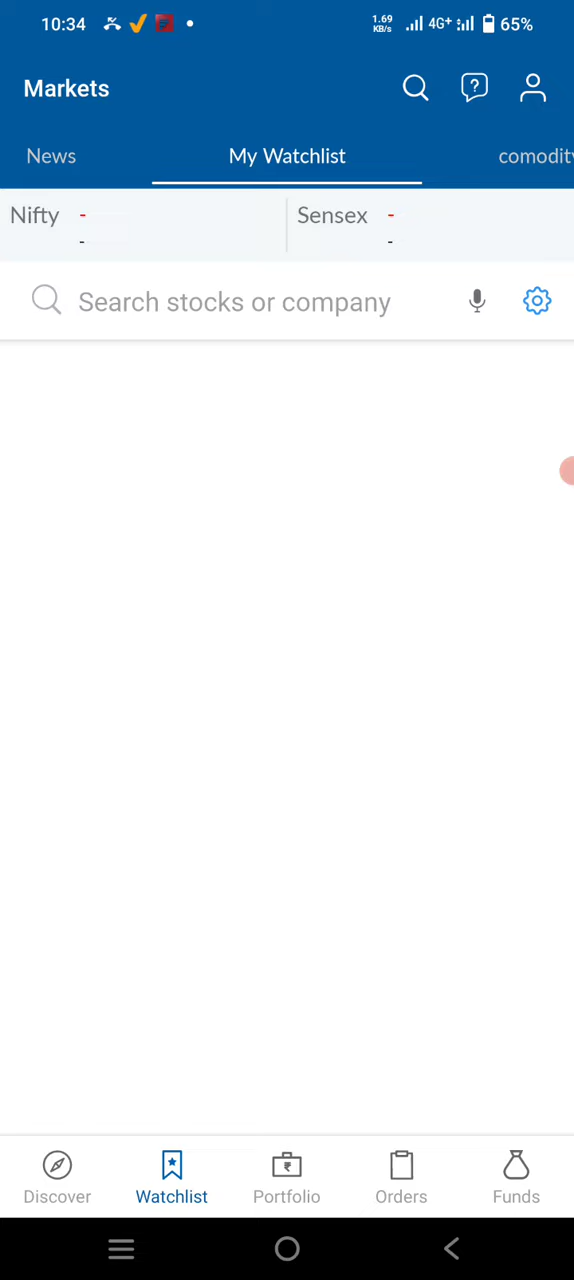 10:34 1.69 KB/s 4G+ 65%
Markets
News My Watchlist comodity
Nifty - Sensex -
- -
Search stocks or company
Discover Watchlist Portfolio Orders Funds